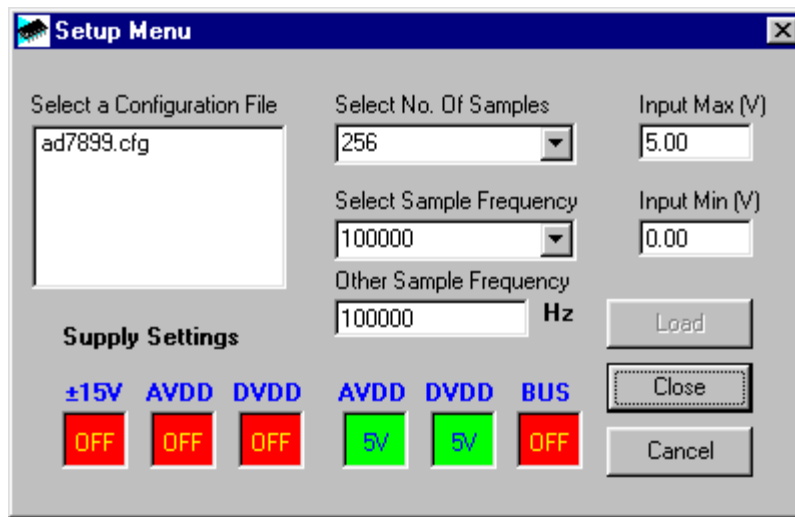 Setup Menu
Select a Configuration File
ad7899.cfg
Select No. Of Samples
256
Select Sample Frequency
100000
Other Sample Frequency
100000 Hz
Input Max (V)
5.00
Input Min (V)
0.00
Load
Close
Cancel
Supply Settings
±15V AVDD DVDD AVDD DVDD BUS
OFF OFF OFF 5V 5V OFF